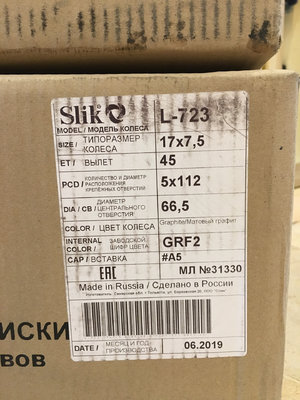 Slik L-723
MODEL / МОДЕЛЬ КОЛЕСА
SIZE / ТИПОРАЗМЕР КОЛЕСА 17x7,5
ET / ВЫЛЕТ 45
PCD / КОЛИЧЕСТВО И ДИАМЕТР РАСПОЛОЖЕНИЯ КРЕПЁЖНЫХ ОТВЕРСТИЙ 5x112
DIA / CB / ДИАМЕТР ЦЕНТРАЛЬНОГО ОТВЕРСТИЯ 66,5
COLOR / ЦВЕТ КОЛЕСА Graphite/Матовый графит
INTERNAL COLOR / ЗАВОДСКОЙ ШИФР ЦВЕТА GRF2
CAP / ВСТАВКА #A5
EAC МЛ №31330
Made in Russia / Сделано в России
ИСКИ
ВОВ
DATE / МЕСЯЦ И ГОД ПРОИЗВОДСТВА 06.2019